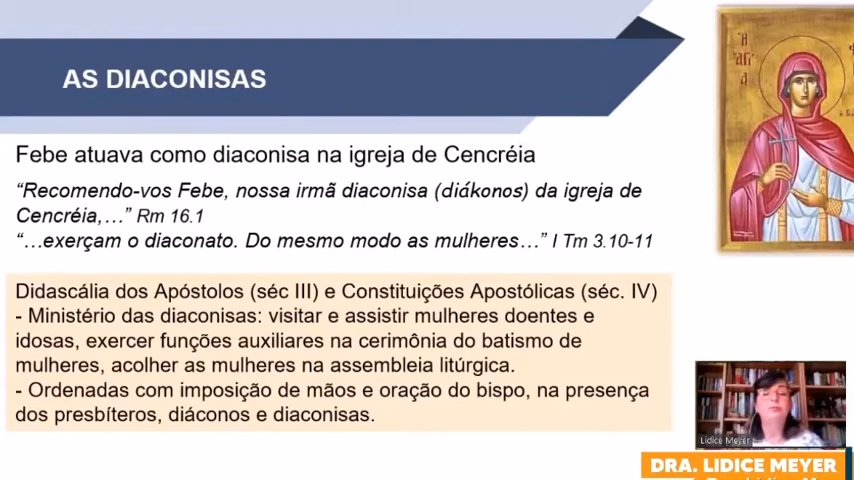 AS DIACONISAS
Febe atuava como diaconisa na igreja de Cencréia
“Recomendo-vos Febe, nossa irmã diaconisa (diákonos) da igreja de
Cencréia,…” Rm 16.1
“…exerçam o diaconato. Do mesmo modo as mulheres…” I Tm 3.10-11
Didascália dos Apóstolos (séc III) e Constituições Apostólicas (séc. IV)
- Ministério das diaconisas: visitar e assistir mulheres doentes e
idosas, exercer funções auxiliares na cerimônia do batismo de
mulheres, acolher as mulheres na assembleia litúrgica.
- Ordenadas com imposição de mãos e oração do bispo, na presença
dos presbíteros, diáconos e diaconisas.
Lidice Meyer
DRA. LIDICE MEYER